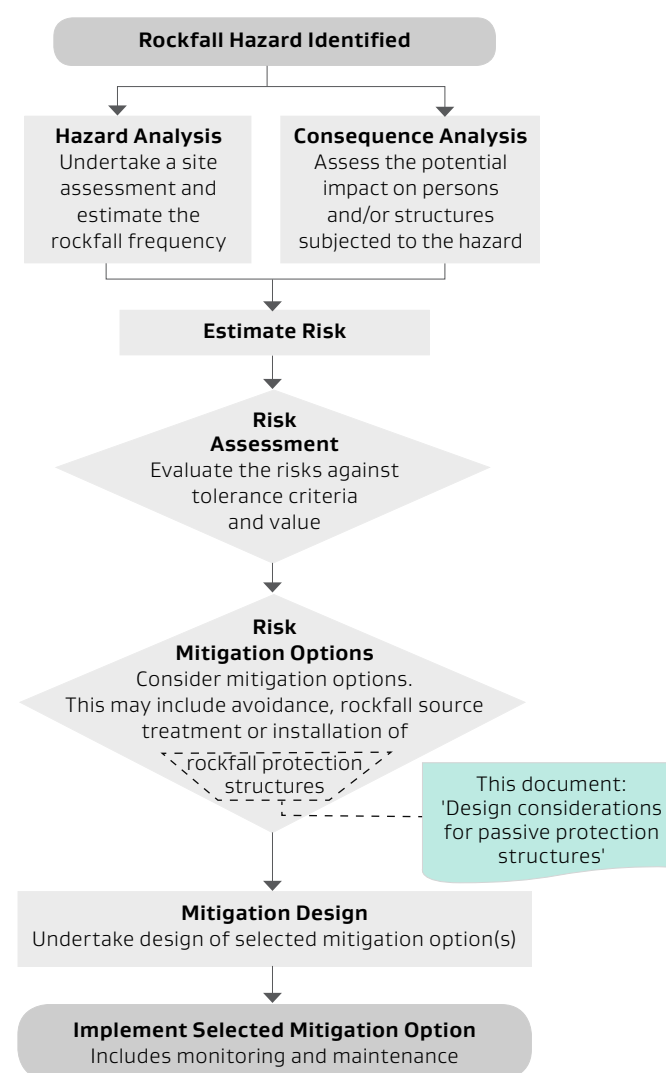 Rockfall Hazard Identified
Hazard Analysis
Undertake a site
assessment and
estimate the
rockfall frequency
Consequence Analysis
Assess the potential
impact on persons
and/or structures
subjected to the hazard
Estimate Risk
Risk
Assessment
Evaluate the risks against
tolerance criteria
and value
Risk
Mitigation Options
Consider mitigation options.
This may include avoidance, rockfall source
treatment or installation of
rockfall protection
structures
This document:
'Design considerations
for passive protection
structures'
Mitigation Design
Undertake design of selected mitigation option(s)
Implement Selected Mitigation Option
Includes monitoring and maintenance